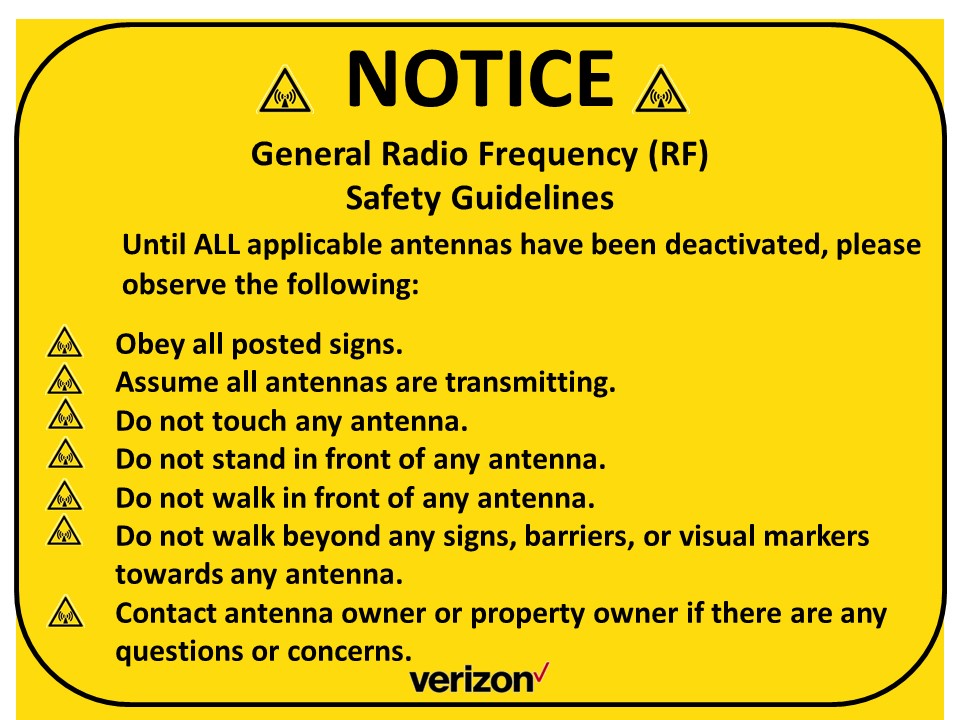 NOTICE
General Radio Frequency (RF)
Safety Guidelines
Until ALL applicable antennas have been deactivated, please
observe the following:
Obey all posted signs.
Assume all antennas are transmitting.
Do not touch any antenna.
Do not stand in front of any antenna.
Do not walk in front of any antenna.
Do not walk beyond any signs, barriers, or visual markers
towards any antenna.
Contact antenna owner or property owner if there are any
questions or concerns.
verizon✓